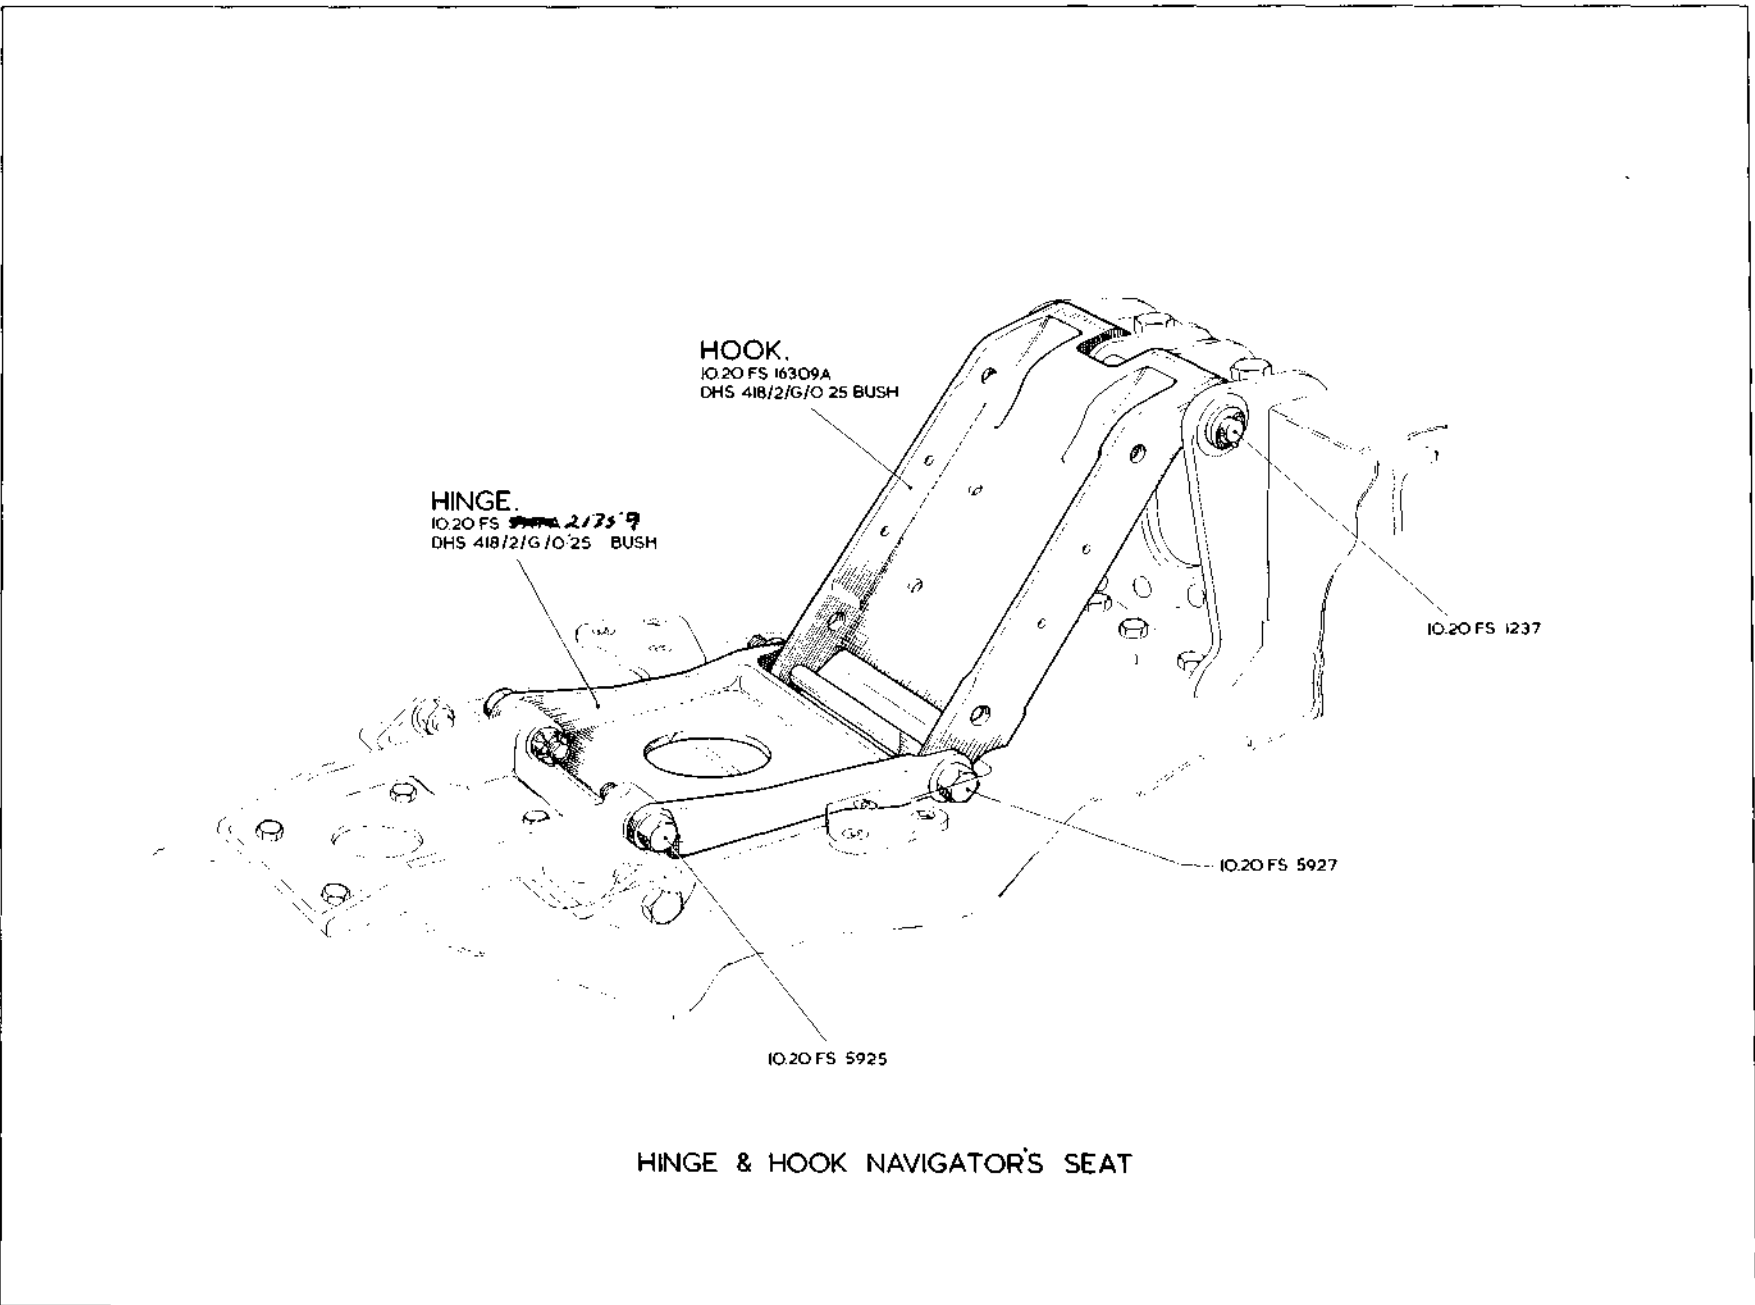 HOOK.
10.20 FS 16309A
DHS 418/2/G/0 25 BUSH
HINGE.
10.20 FS 21359
DHS 418/2/G/0.25 BUSH
10.20 FS 1237
10.20 FS 5927
10.20 FS 5925
HINGE & HOOK NAVIGATOR'S SEAT